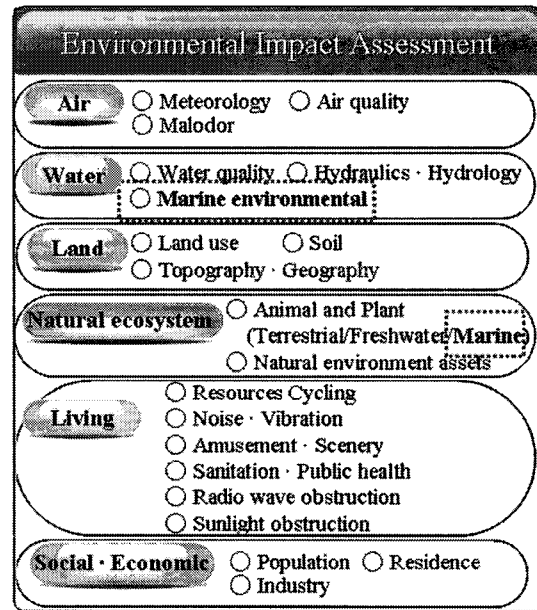 Environmental Impact Assessment
Air ○ Meteorology ○ Air quality
○ Malodor
Water ○ Water quality ○ Hydraulics · Hydrology
○ Marine environmental
Land ○ Land use ○ Soil
○ Topography · Geography
Natural ecosystem ○ Animal and Plant
(Terrestrial/Freshwater/Marine)
○ Natural environment assets
Living ○ Resources Cycling
○ Noise · Vibration
○ Amusement · Scenery
○ Sanitation · Public health
○ Radio wave obstruction
○ Sunlight obstruction
Social · Economic ○ Population ○ Residence
○ Industry